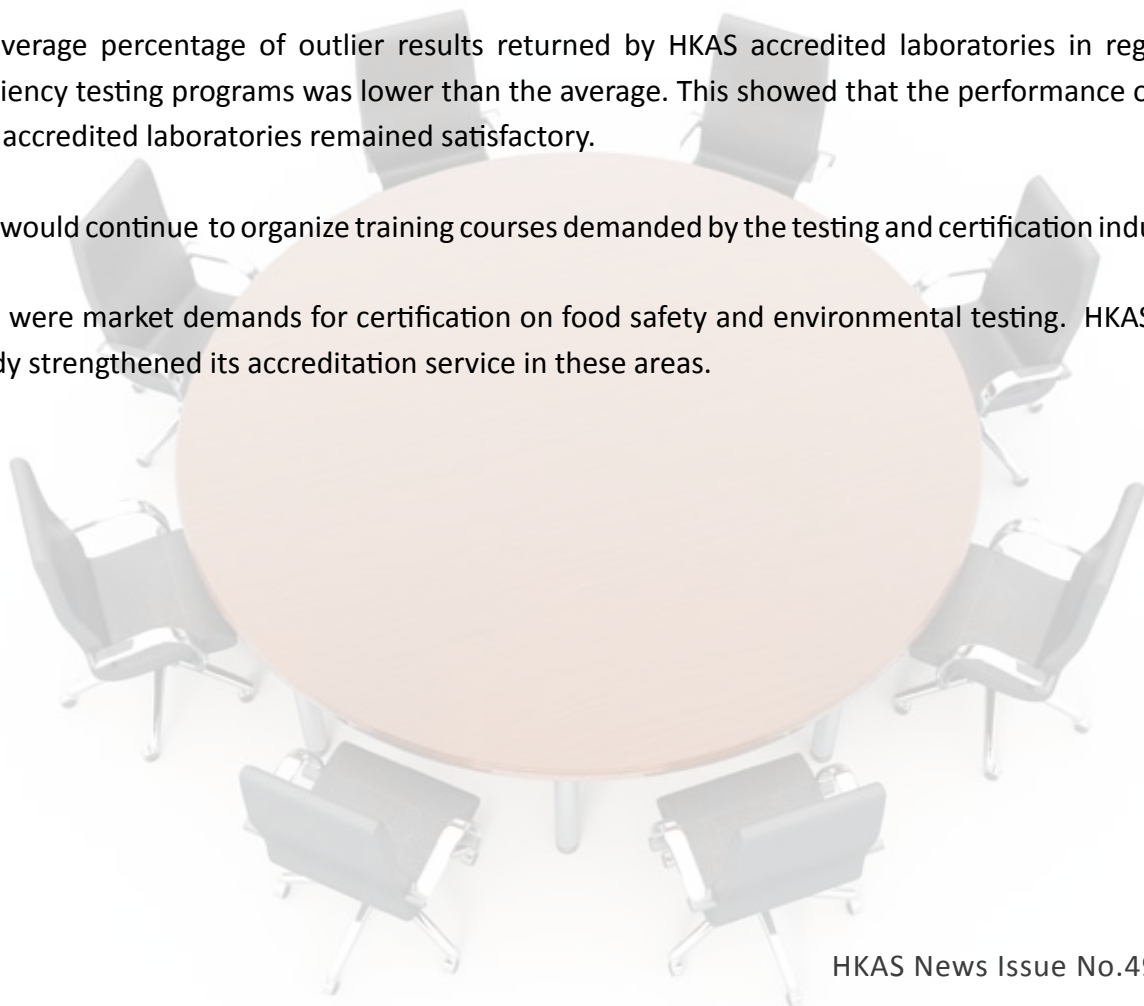 verage percentage of outlier results returned by HKAS accredited laboratories in reg
iency testing programs was lower than the average. This showed that the performance
accredited laboratories remained satisfactory.
would continue to organize training courses demanded by the testing and certification indu
were market demands for certification on food safety and environmental testing. HKAS
dy strengthened its accreditation service in these areas.
HKAS News Issue No.49